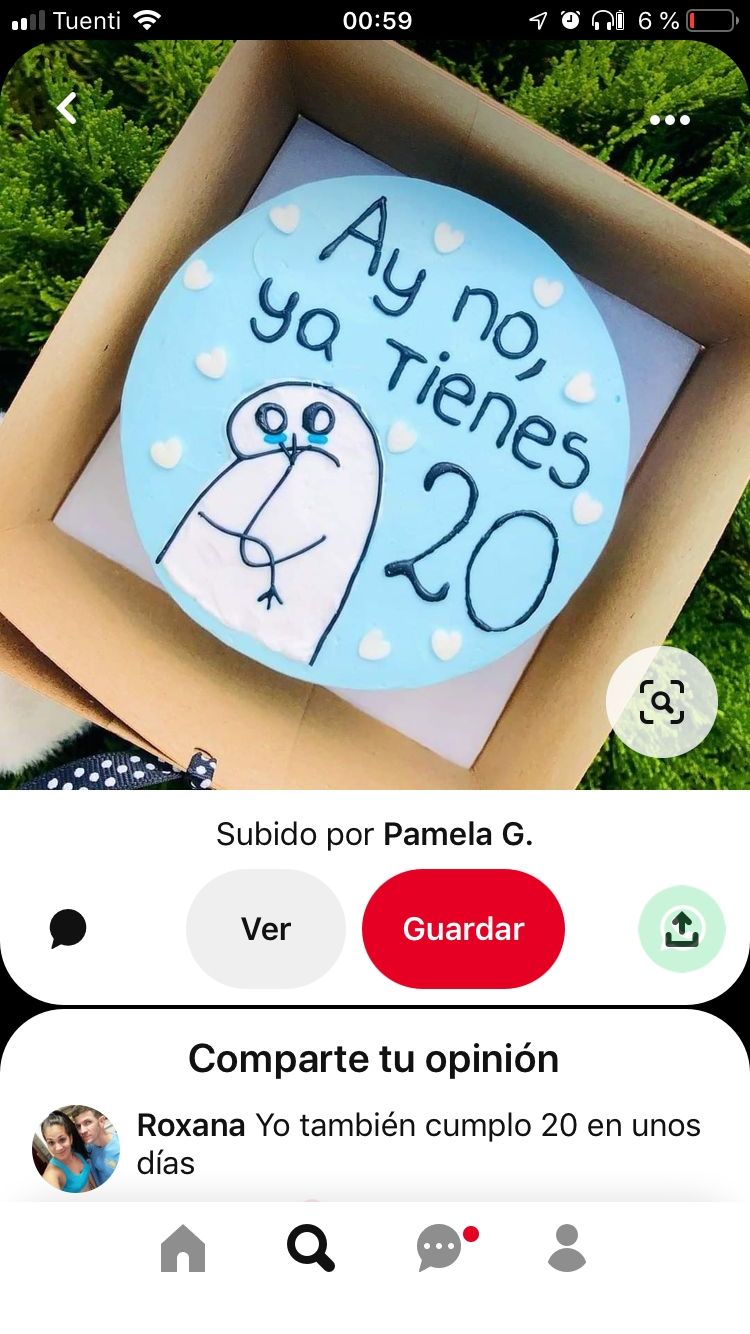 Tuenti 00:59 6 %
Ay no,
ya Tienes
20
Subido por Pamela G.
Ver Guardar
Comparte tu opinión
Roxana Yo también cumplo 20 en unos
días